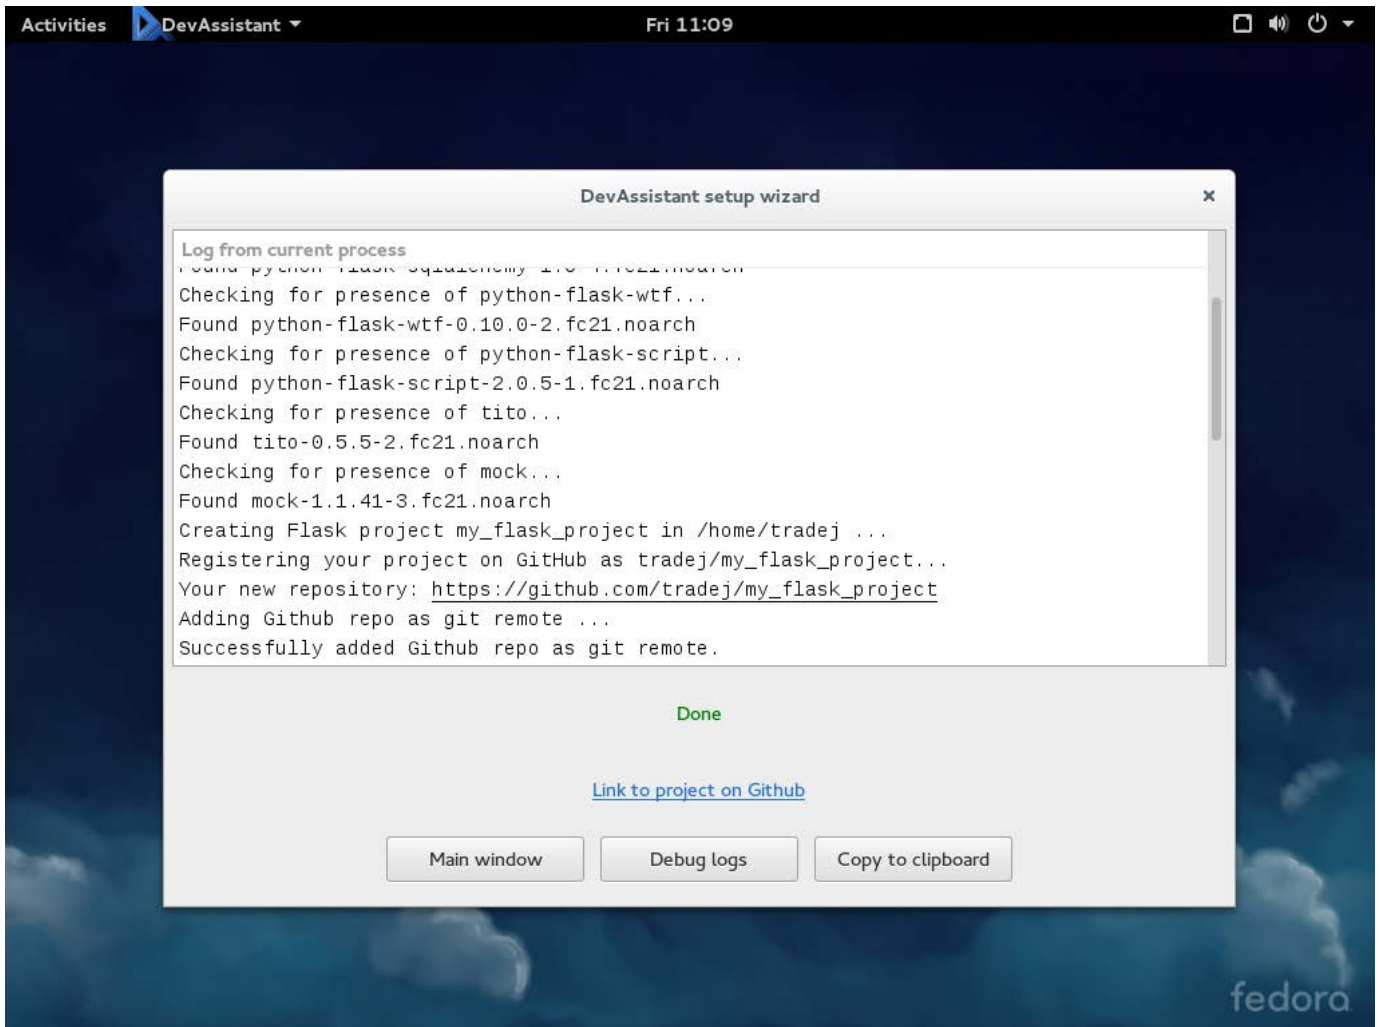 Activities DevAssistant Fri 11:09
DevAssistant setup wizard
Log from current process
Found python-flask-sqlalchemy-1.0-
Checking for presence of python-flask-wtf...
Found python-flask-wtf-0.10.0-2.fc21.noarch
Checking for presence of python-flask-script...
Found python-flask-script-2.0.5-1.fc21.noarch
Checking for presence of tito...
Found tito-0.5.5-2.fc21.noarch
Checking for presence of mock...
Found mock-1.1.41-3.fc21.noarch
Creating Flask project my_flask_project in /home/tradej ...
Registering your project on GitHub as tradej/my_flask_project...
Your new repository: https://github.com/tradej/my_flask_project
Adding Github repo as git remote ...
Successfully added Github repo as git remote.
Done
Link to project on Github
Main window Debug logs Copy to clipboard
fedora